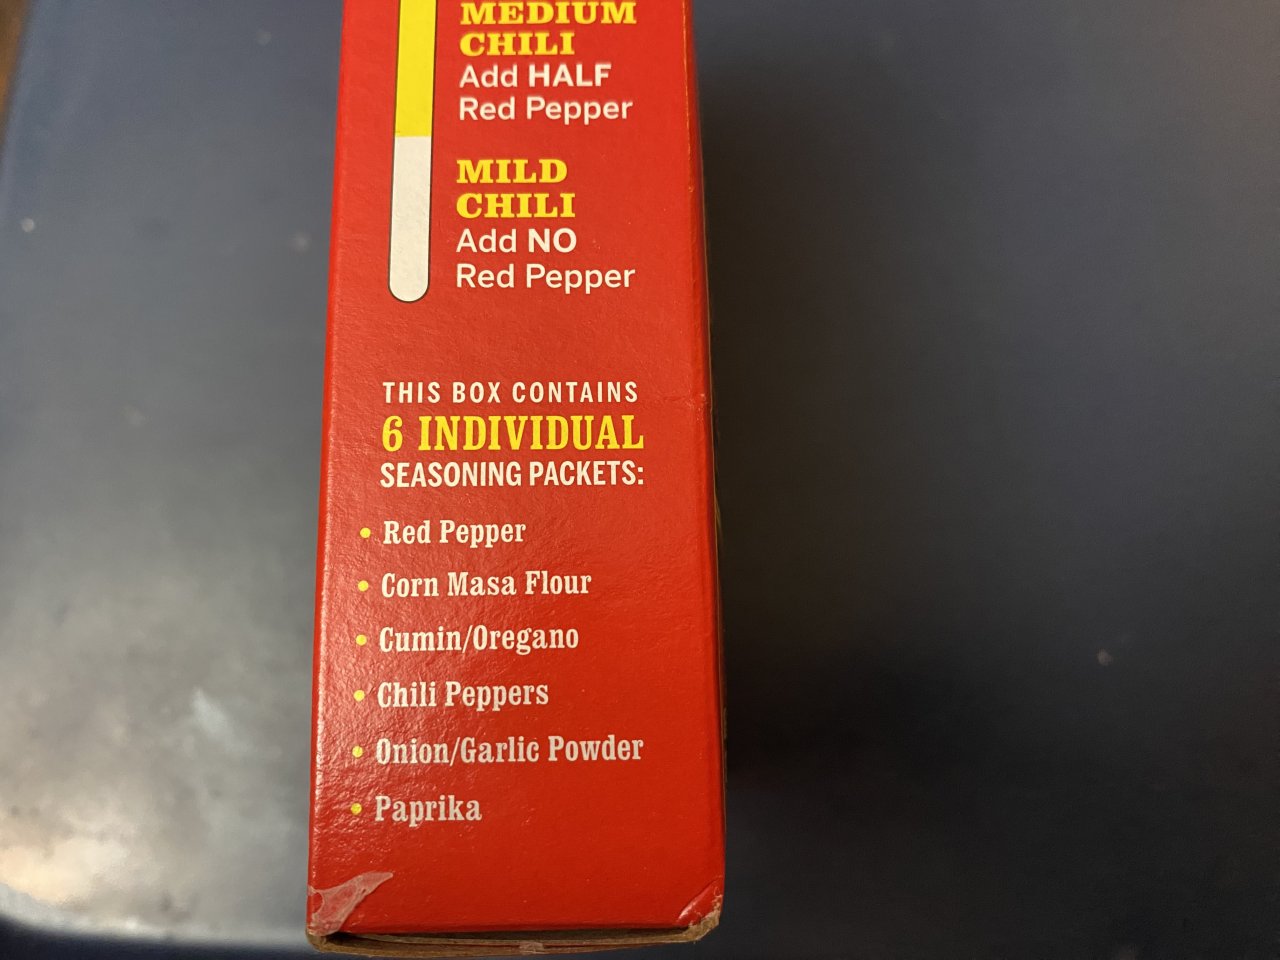 MEDIUM
CHILI
Add HALF
Red Pepper
MILD
CHILI
Add NO
Red Pepper
THIS BOX CONTAINS
6 INDIVIDUAL
SEASONING PACKETS:
• Red Pepper
• Corn Masa Flour
• Cumin/Oregano
• Chili Peppers
• Onion/Garlic Powder
• Paprika